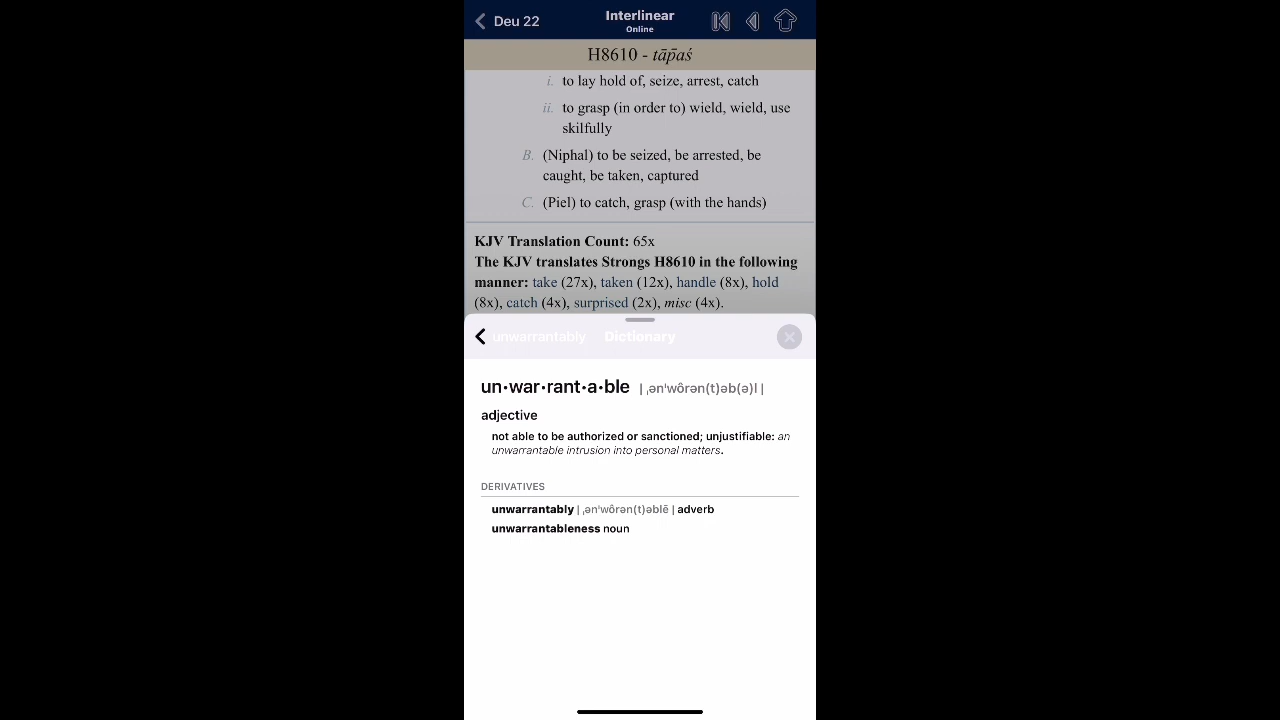 Deu 22
Interlinear
Online
H8610 - tāp̄aś
i. to lay hold of, seize, arrest, catch
ii. to grasp (in order to) wield, wield, use
skilfully
B. (Niphal) to be seized, be arrested, be
caught, be taken, captured
C. (Piel) to catch, grasp (with the hands)
KJV Translation Count: 65x
The KJV translates Strongs H8610 in the following
manner: take (27x), taken (12x), handle (8x), hold
(8x), catch (4x), surprised (2x), misc (4x).
unwarrantably Dictionary
un•war•rant•a•ble | ˌənˈwôrən(t)əb(ə)l |
adjective
not able to be authorized or sanctioned; unjustifiable: an
unwarrantable intrusion into personal matters.
DERIVATIVES
unwarrantably | ˌənˈwôrən(t)əblē | adverb
unwarrantableness noun